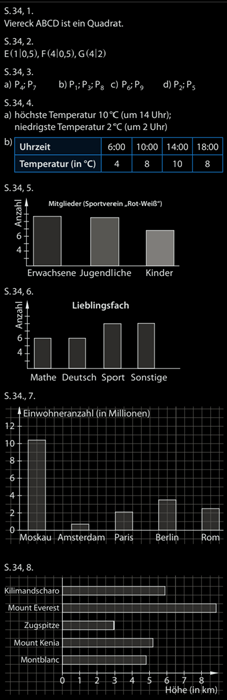 S.34, 1.
Viereck ABCD ist ein Quadrat.
S.34, 2.
E(1|0,5), F(4|0,5), G(4|2)
S.34, 3.
a) P₄; P₇ b) P₁; P₃; P₈ c) P₆; P₉ d) P₂; P₅
S.34, 4.
a) höchste Temperatur 10°C (um 14 Uhr);
niedrigste Temperatur 2°C (um 2 Uhr)
b) Uhrzeit 6:00 10:00 14:00 18:00
Temperatur (in °C) 4 8 10 8
S.34, 5.
Mitglieder (Sportverein „Rot-Weiß")
Anzahl
6
4
Erwachsene Jugendliche Kinder
S.34, 6.
Lieblingsfach
Anzahl
6
4
Mathe Deutsch Sport Sonstige
S.34., 7.
Einwohneranzahl (in Millionen)
12
10
8
6
4
2
0
Moskau Amsterdam Paris Berlin Rom
S.34, 8.
Kilimandscharo
Mount Everest
Zugspitze
Mount Kenia
Montblanc
0 1 2 3 4 5 6 7 8
Höhe (in km)